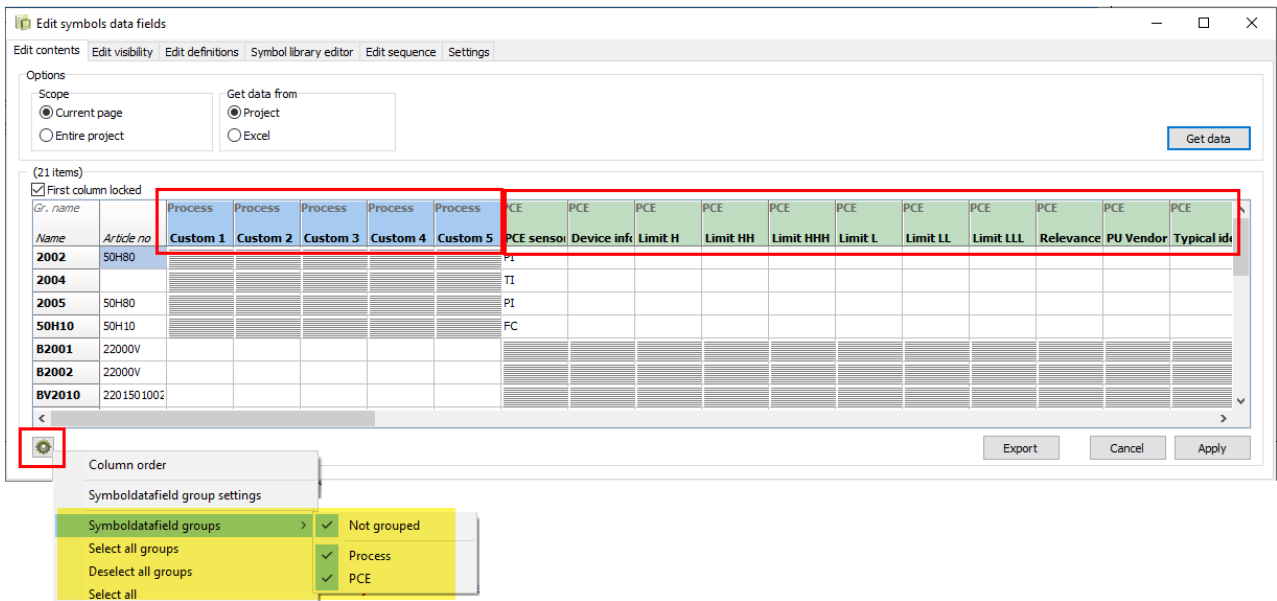 Edit symbols data fields
Edit contents Edit visibility Edit definitions Symbol library editor Edit sequence Settings
Options
Scope Get data from
Current page Project
Entire project Excel
Get data
(21 items)
First column locked
Gr. name Process Process Process Process Process PCE PCE PCE PCE PCE PCE PCE PCE PCE PCE PCE
Name Article no Custom 1 Custom 2 Custom 3 Custom 4 Custom 5 PCE sensor Device info Limit H Limit HH Limit HHH Limit L Limit LL Limit LLL Relevance PU Vendor Typical ide
2002 50H80 PI
2004 TI
2005 50H80 PI
50H10 50H10 FC
B2001 22000V
B2002 22000V
BV2010 2201501002
Export Cancel Apply
Column order
Symboldatafield group settings
Symboldatafield groups > Not grouped
Select all groups
Process
Deselect all groups
PCE
Select all